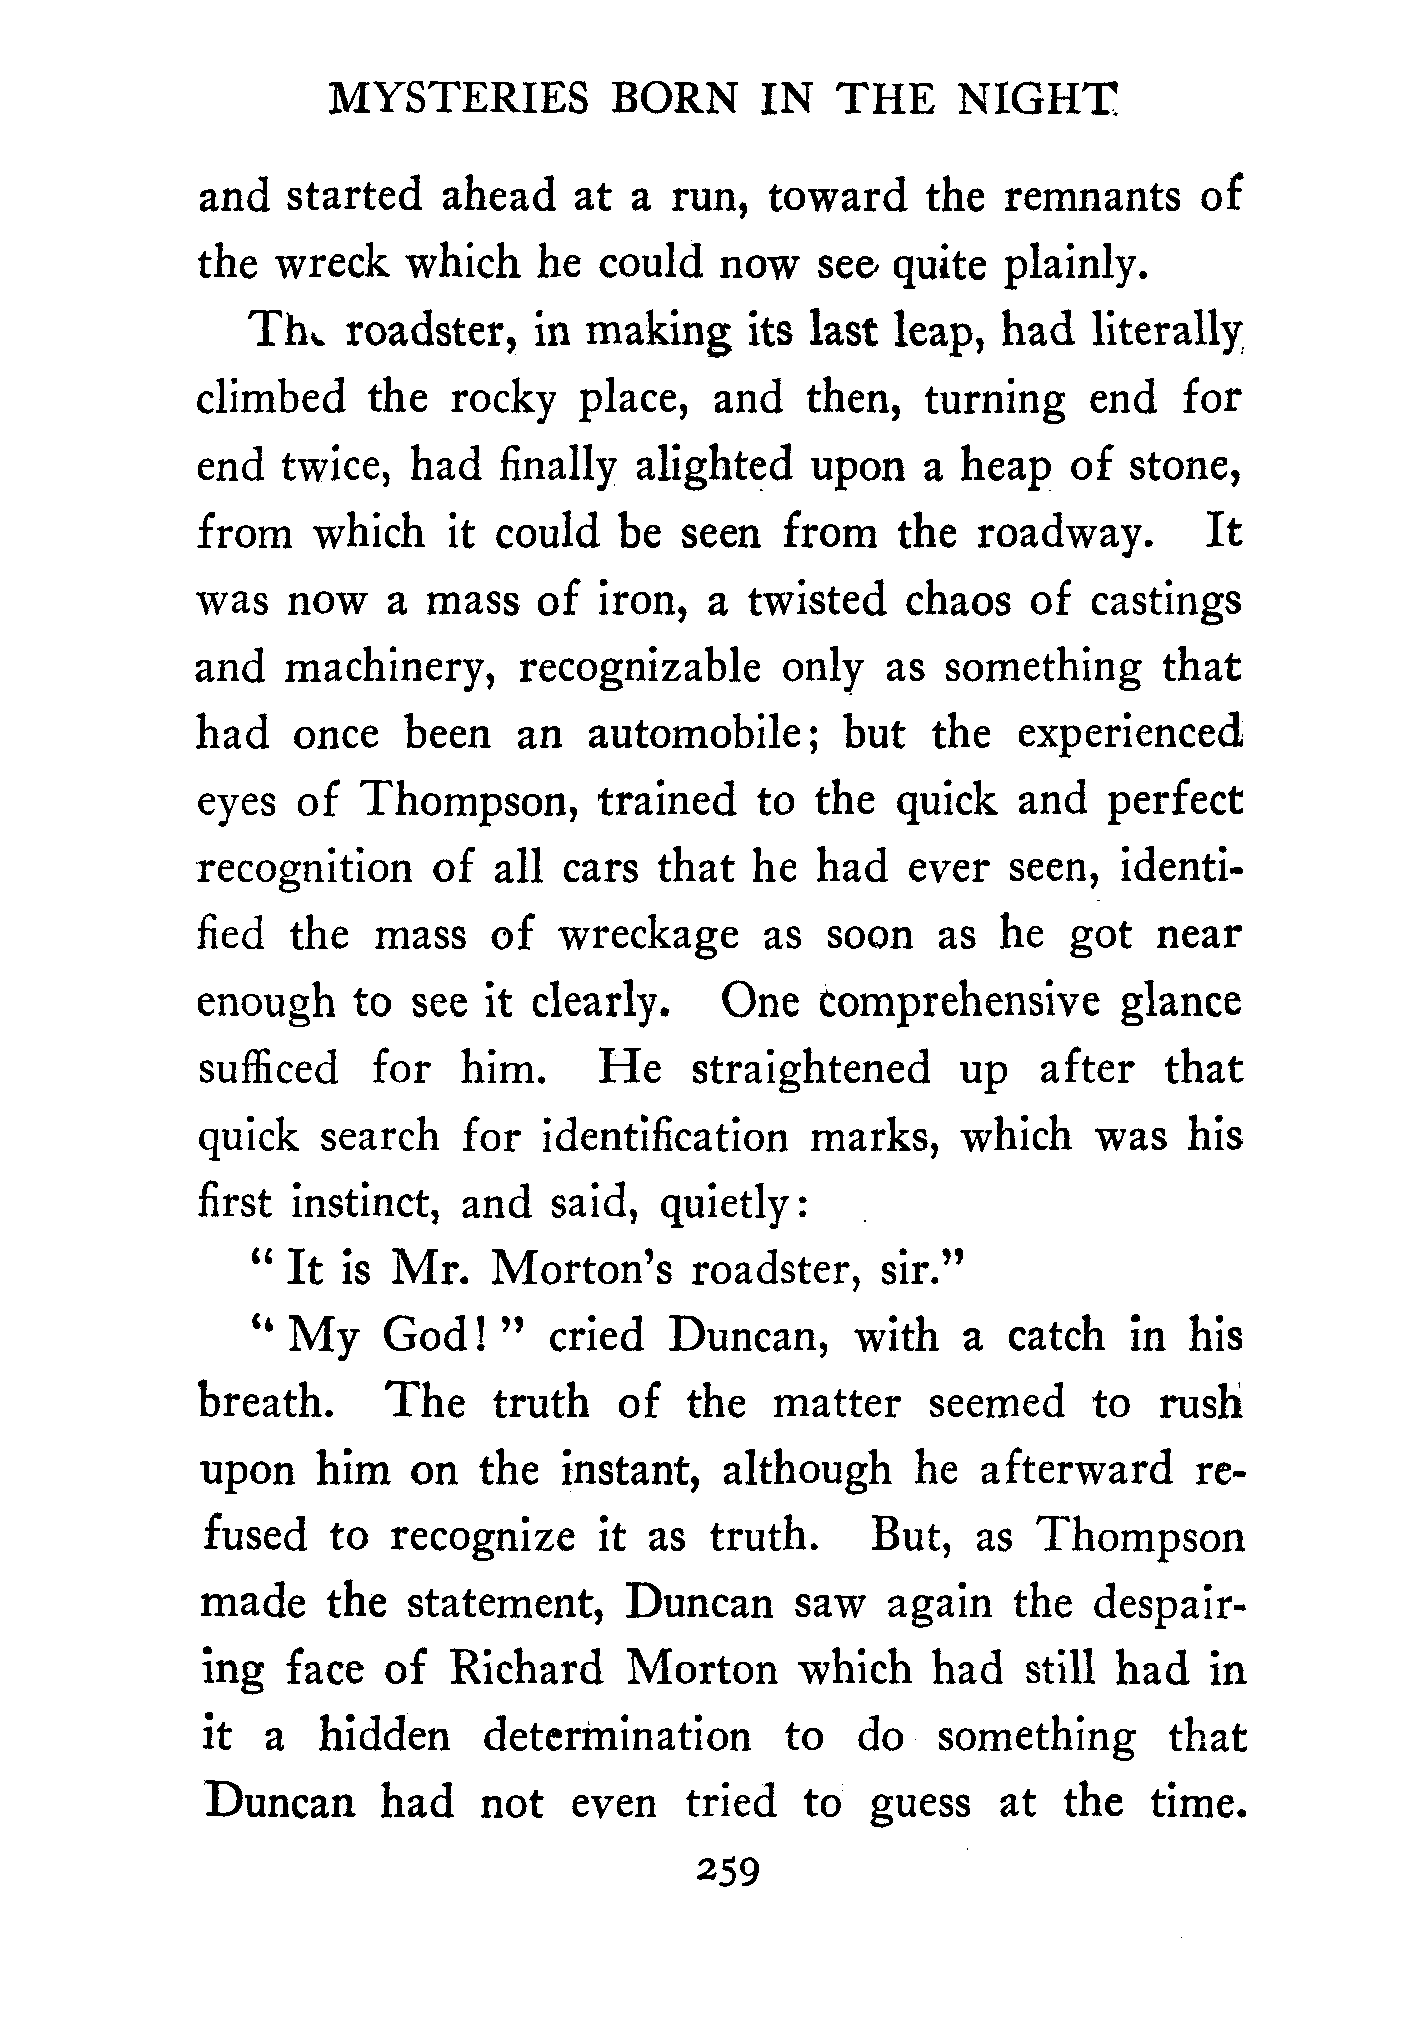 MYSTERIES BORN IN THE NIGHT
and started ahead at a run, toward the remnants of
the wreck which he could now see quite plainly.
The roadster, in making its last leap, had literally
climbed the rocky place, and then, turning end for
end twice, had finally alighted upon a heap of stone,
from which it could be seen from the roadway. It
was now a mass of iron, a twisted chaos of castings
and machinery, recognizable only as something that
had once been an automobile; but the experienced
eyes of Thompson, trained to the quick and perfect
recognition of all cars that he had ever seen, identi-
fied the mass of wreckage as soon as he got near
enough to see it clearly. One comprehensive glance
sufficed for him. He straightened up after that
quick search for identification marks, which was his
first instinct, and said, quietly:
"It is Mr. Morton's roadster, sir."
"My God!" cried Duncan, with a catch in his
breath. The truth of the matter seemed to rush
upon him on the instant, although he afterward re-
fused to recognize it as truth. But, as Thompson
made the statement, Duncan saw again the despair-
ing face of Richard Morton which had still had in
it a hidden determination to do something that
Duncan had not even tried to guess at the time.
259